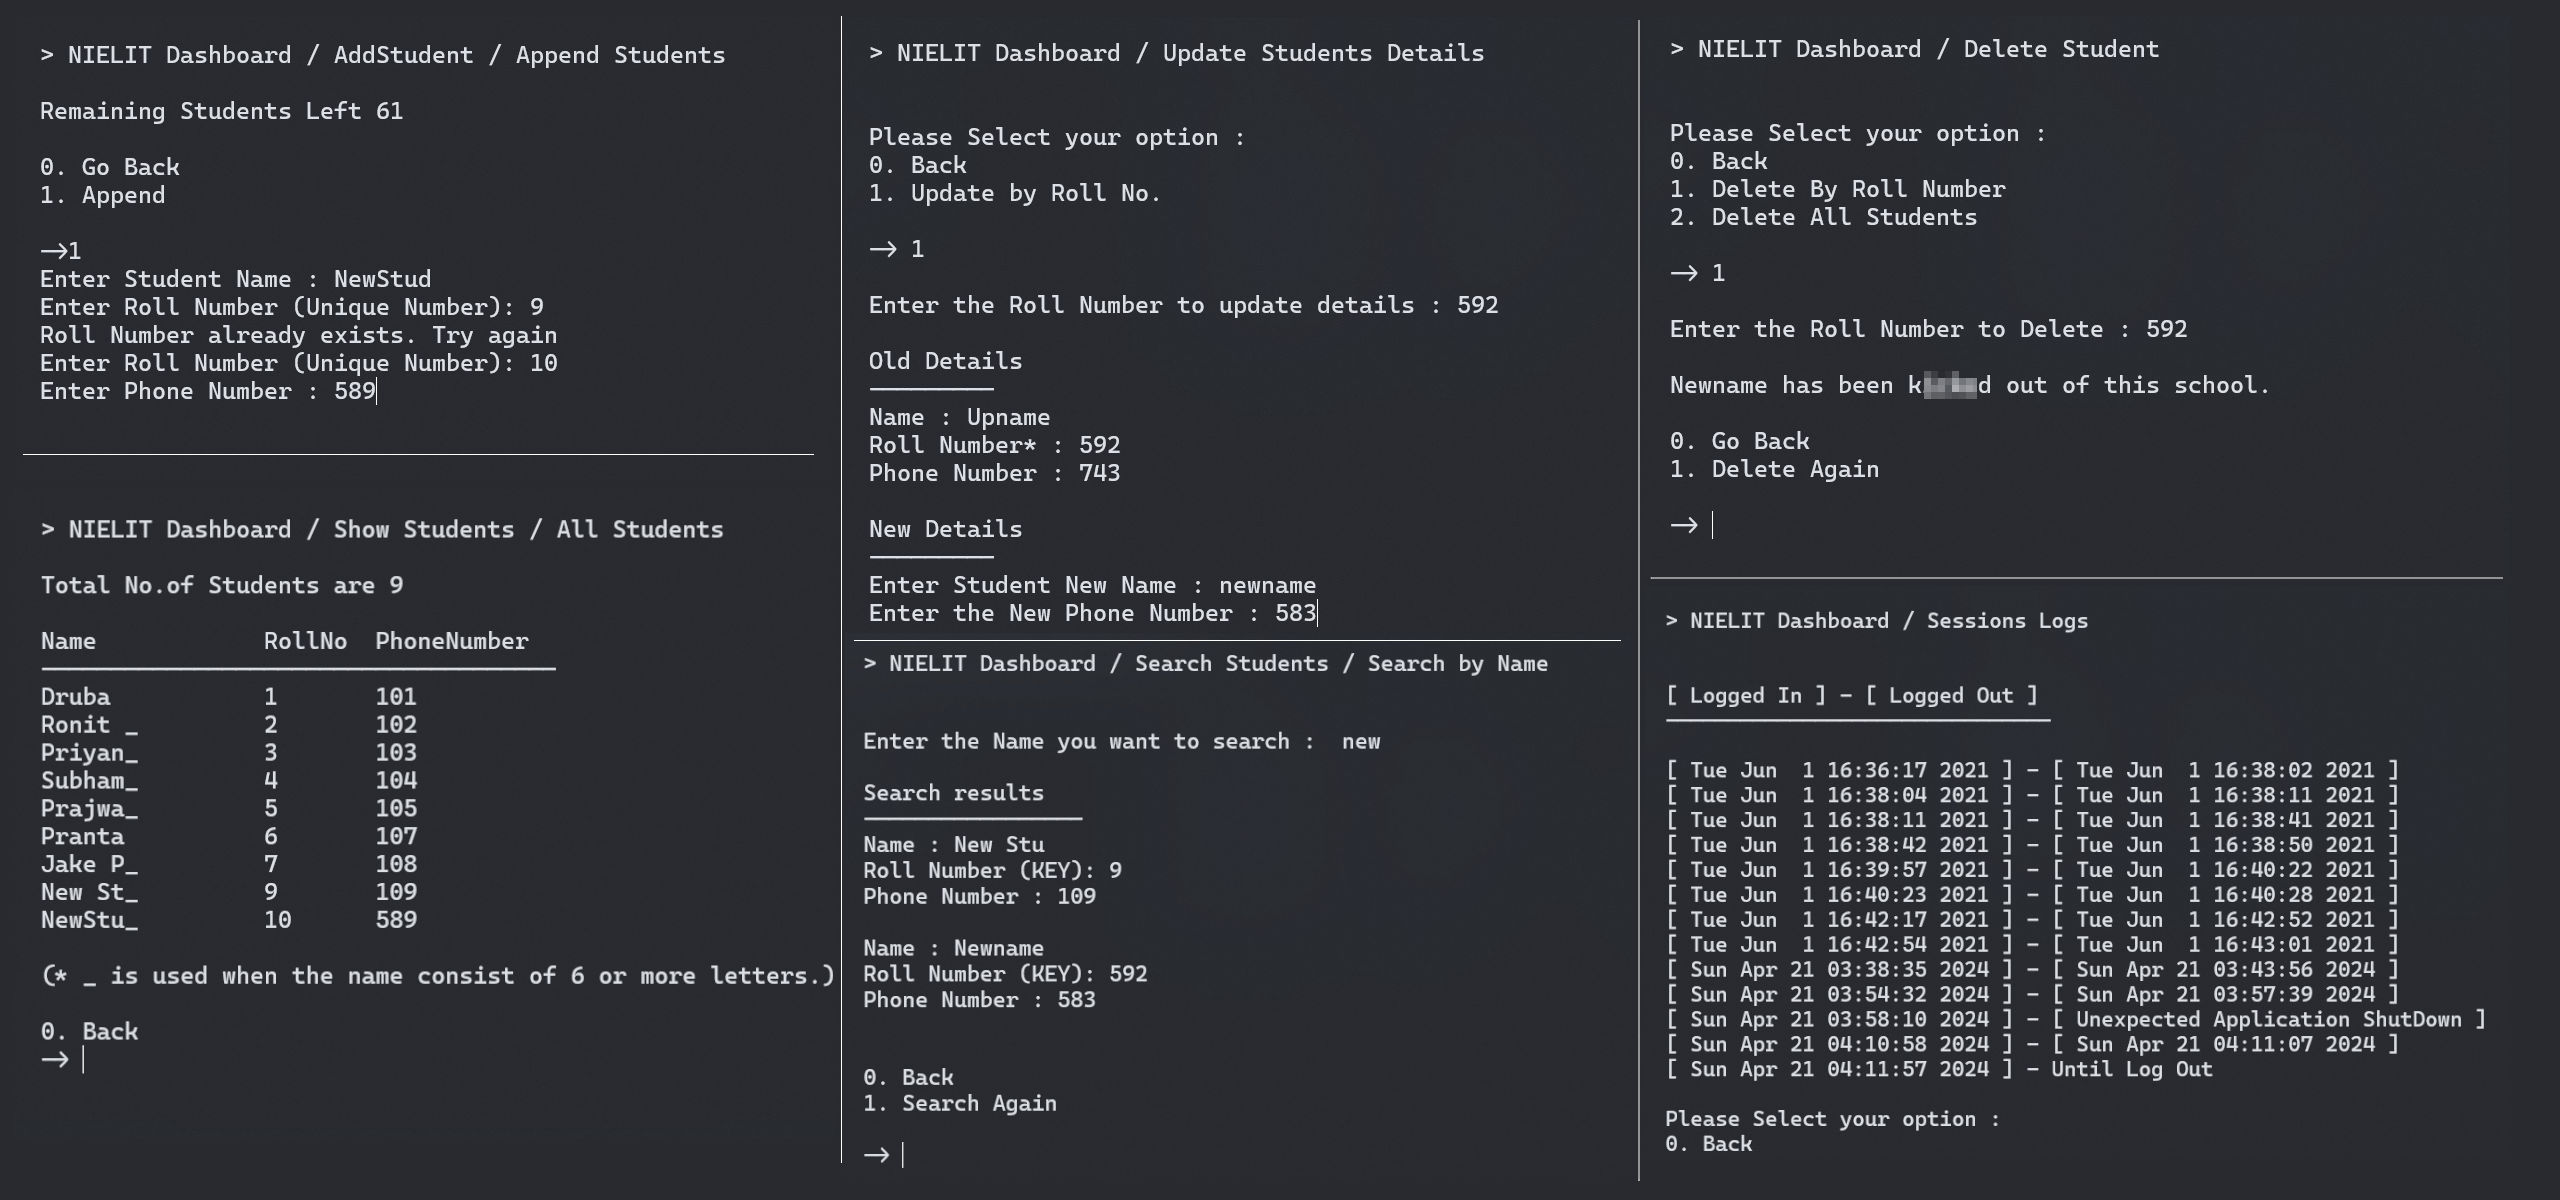 > NIELIT Dashboard / AddStudent / Append Students
Remaining Students Left 61
0. Go Back
1. Append
->1
Enter Student Name : NewStud
Enter Roll Number (Unique Number): 9
Roll Number already exists. Try again
Enter Roll Number (Unique Number): 10
Enter Phone Number : 589
> NIELIT Dashboard / Show Students / All Students
Total No.of Students are 9
Name RollNo PhoneNumber
Druba 1 101
Ronit _ 2 102
Priyan_ 3 103
Subham_ 4 104
Prajwa_ 5 105
Pranta 6 107
Jake P_ 7 108
New St_ 9 109
NewStu_ 10 589
(* _ is used when the name consist of 6 or more letters.)
0. Back
->
> NIELIT Dashboard / Update Students Details
Please Select your option :
0. Back
1. Update by Roll No.
-> 1
Enter the Roll Number to update details : 592
Old Details
Name : Upname
Roll Number* : 592
Phone Number : 743
New Details
Enter Student New Name : newname
Enter the New Phone Number : 583
> NIELIT Dashboard / Search Students / Search by Name
Enter the Name you want to search : new
Search results
Name : New Stu
Roll Number (KEY): 9
Phone Number : 109
Name : Newname
Roll Number (KEY): 592
Phone Number : 583
0. Back
1. Search Again
->
> NIELIT Dashboard / Delete Student
Please Select your option :
0. Back
1. Delete By Roll Number
2. Delete All Students
-> 1
Enter the Roll Number to Delete : 592
Newname has been out of this school.
0. Go Back
1. Delete Again
->
> NIELIT Dashboard / Sessions Logs
[ Logged In ] - [ Logged Out ]
[ Tue Jun  1 16:36:17 2021 ] - [ Tue Jun  1 16:38:02 2021 ]
[ Tue Jun  1 16:38:04 2021 ] - [ Tue Jun  1 16:38:11 2021 ]
[ Tue Jun  1 16:38:11 2021 ] - [ Tue Jun  1 16:38:41 2021 ]
[ Tue Jun  1 16:38:42 2021 ] - [ Tue Jun  1 16:38:50 2021 ]
[ Tue Jun  1 16:39:57 2021 ] - [ Tue Jun  1 16:40:22 2021 ]
[ Tue Jun  1 16:40:23 2021 ] - [ Tue Jun  1 16:40:28 2021 ]
[ Tue Jun  1 16:42:17 2021 ] - [ Tue Jun  1 16:42:52 2021 ]
[ Tue Jun  1 16:42:54 2021 ] - [ Tue Jun  1 16:43:01 2021 ]
[ Sun Apr 21 03:38:35 2024 ] - [ Sun Apr 21 03:43:56 2024 ]
[ Sun Apr 21 03:54:32 2024 ] - [ Sun Apr 21 03:57:39 2024 ]
[ Sun Apr 21 03:58:10 2024 ] - [ Unexpected Application ShutDown ]
[ Sun Apr 21 04:10:58 2024 ] - [ Sun Apr 21 04:11:07 2024 ]
[ Sun Apr 21 04:11:57 2024 ] - Until Log Out
Please Select your option :
0. Back